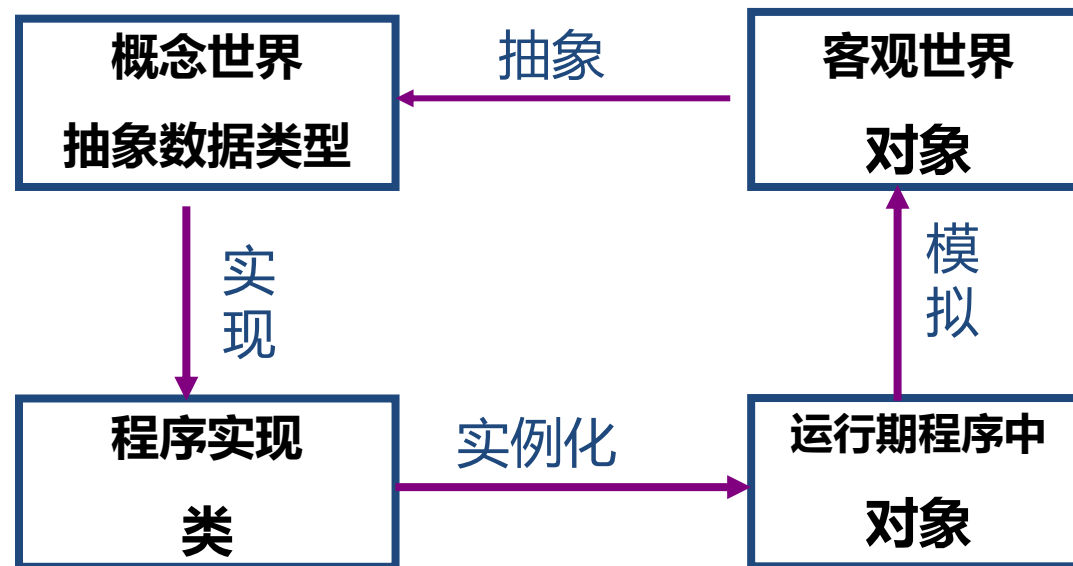 概念世界
抽象数据类型
抽象
客观世界
对象
实
现
模
拟
程序实现
类
实例化
运行期程序中
对象